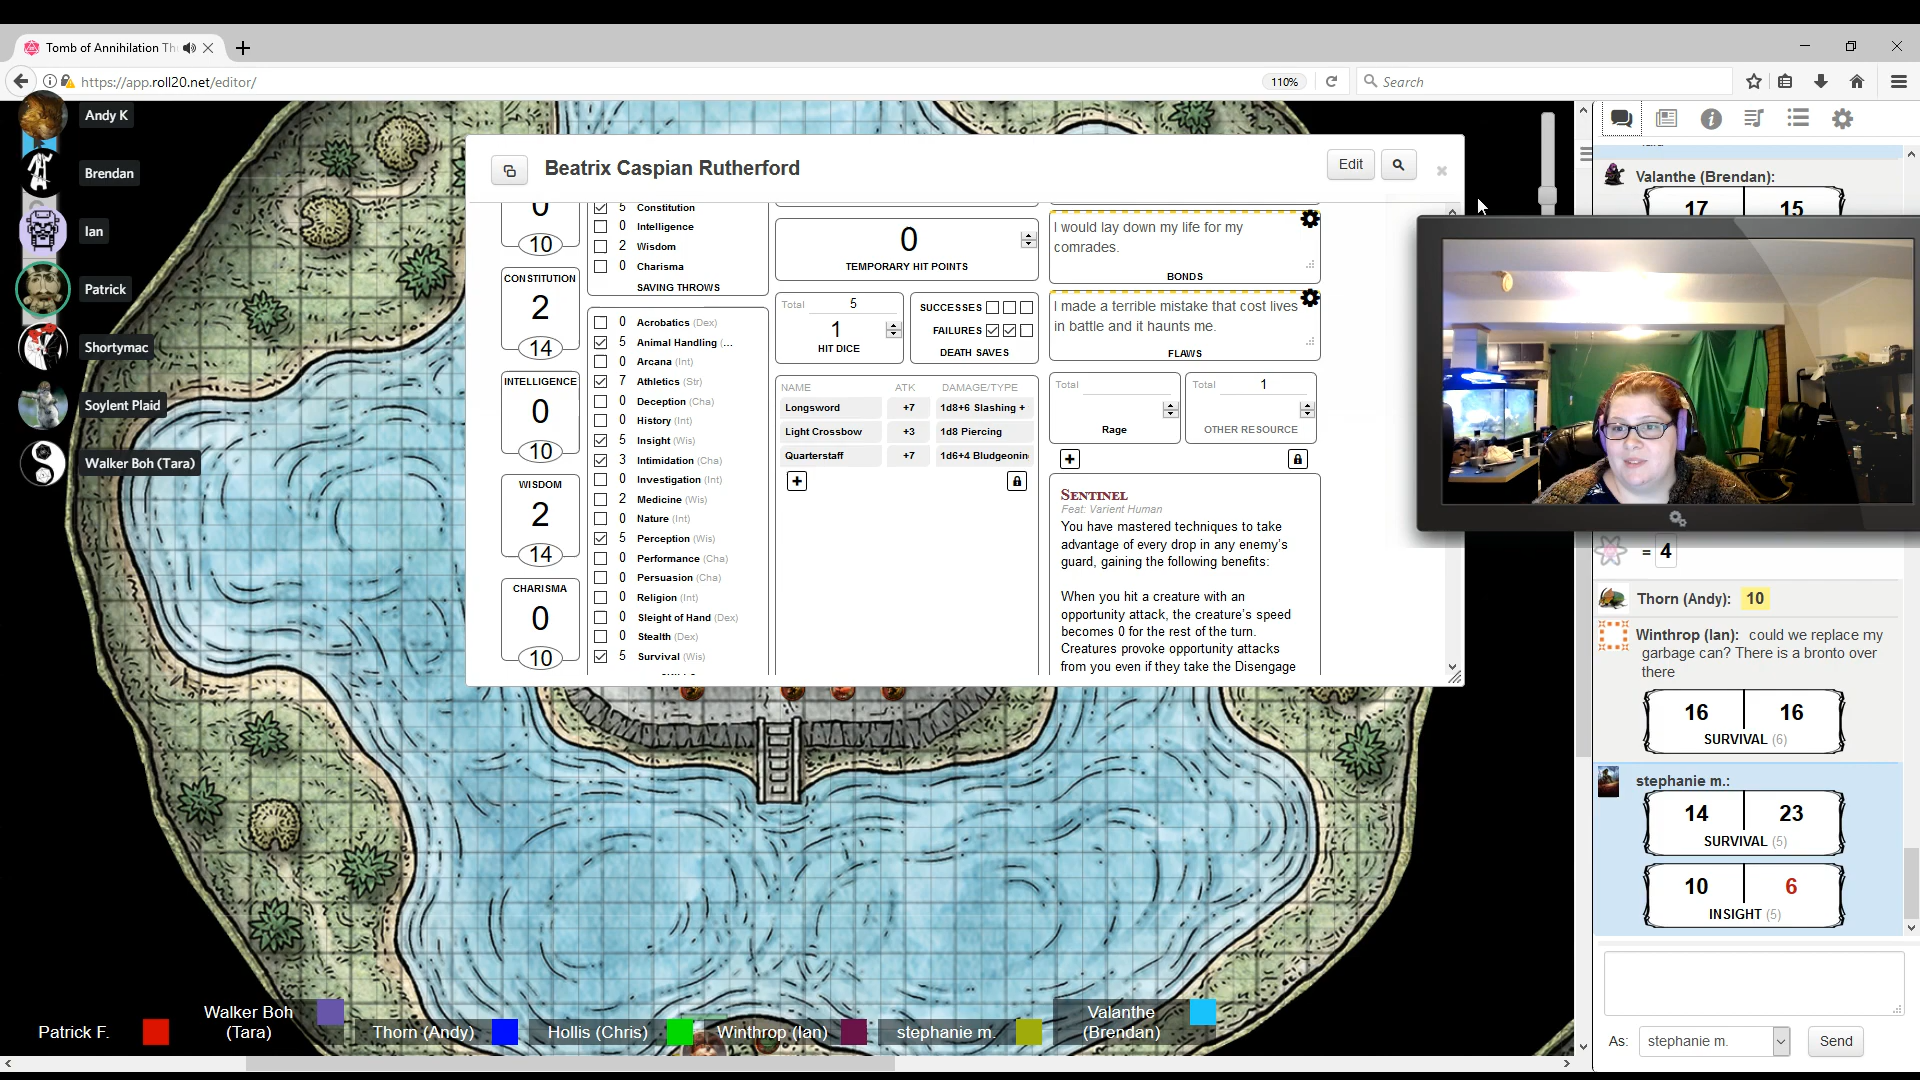 Tomb of Annihilation Th
https://app.roll20.net/editor/
110%
Search
Andy K
Brendan
Ian
Patrick
Shortymac
Soylent Plaid
Walker Boh (Tara)
Beatrix Caspian Rutherford
Edit
0
10
CONSTITUTION
2
14
INTELLIGENCE
0
10
WISDOM
2
14
CHARISMA
0
10
5 Constitution
0 Intelligence
2 Wisdom
0 Charisma
SAVING THROWS
0 Acrobatics (Dex)
5 Animal Handling (...
0 Arcana (Int)
7 Athletics (Str)
0 Deception (Cha)
0 History (Int)
5 Insight (Wis)
3 Intimidation (Cha)
0 Investigation (Int)
2 Medicine (Wis)
0 Nature (Int)
5 Perception (Wis)
0 Performance (Cha)
0 Persuasion (Cha)
0 Religion (Int)
0 Sleight of Hand (Dex)
0 Stealth (Dex)
5 Survival (Wis)
0
TEMPORARY HIT POINTS
Total 5
1
HIT DICE
SUCCESSES
FAILURES
DEATH SAVES
NAME ATK DAMAGE/TYPE
Longsword +7 1d8+6 Slashing +
Light Crossbow +3 1d8 Piercing
Quarterstaff +7 1d6+4 Bludgeonin
I would lay down my life for my
comrades.
BONDS
I made a terrible mistake that cost lives
in battle and it haunts me.
FLAWS
Total
Rage
Total 1
OTHER RESOURCE
SENTINEL
Feat: Varient Human
You have mastered techniques to take
advantage of every drop in any enemy's
guard, gaining the following benefits:
When you hit a creature with an
opportunity attack, the creature's speed
becomes 0 for the rest of the turn.
Creatures provoke opportunity attacks
from you even if they take the Disengage
Valanthe (Brendan):
17 15
= 4
Thorn (Andy): 10
Winthrop (Ian): could we replace my
garbage can? There is a bronto over
there
16 16
SURVIVAL (6)
stephanie m.:
14 23
SURVIVAL (5)
10 6
INSIGHT (5)
As: stephanie m.
Send
Patrick F.
Walker Boh
(Tara)
Thorn (Andy)
Hollis (Chris)
Winthrop (Ian)
stephanie m.
Valanthe
(Brendan)